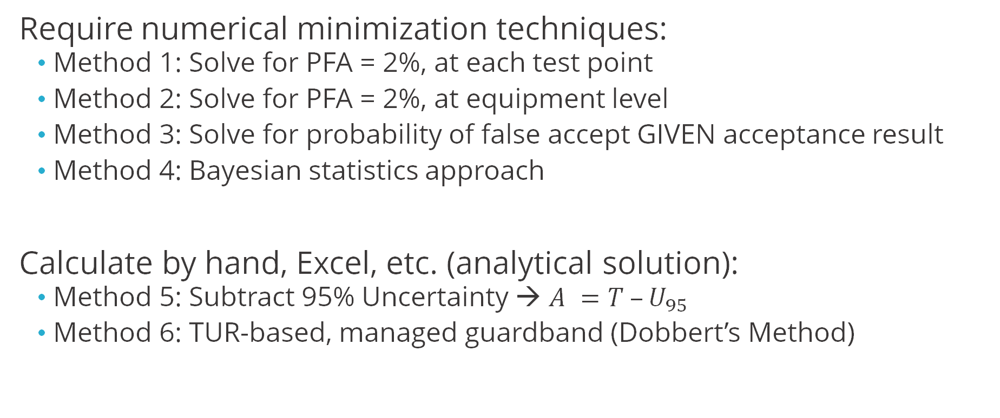 Require numerical minimization techniques:
• Method 1: Solve for PFA = 2%, at each test point
• Method 2: Solve for PFA = 2%, at equipment level
• Method 3: Solve for probability of false accept GIVEN acceptance result
• Method 4: Bayesian statistics approach
Calculate by hand, Excel, etc. (analytical solution):
• Method 5: Subtract 95% Uncertainty → A = T − U₉₅
• Method 6: TUR-based, managed guardband (Dobbert’s Method)